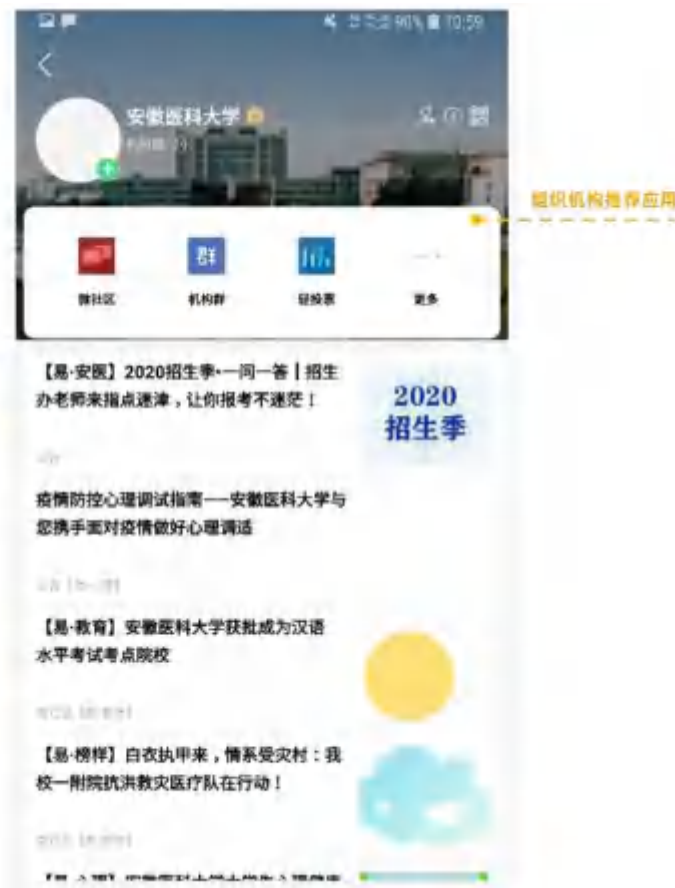 90% 10:59
安徽医科大学
组织机构推荐应用
微社区
机构群
轻投票
更多
【易·安医】2020招生季·一问一答|招生
办老师来指点迷津,让你报考不迷茫!
2020
招生季
疫情防控心理调试指南——安徽医科大学与
您携手面对疫情做好心理调适
【易·教育】安徽医科大学获批成为汉语
水平考试考点院校
【易·榜样】白衣执甲来,情系受灾村:我
校一附院抗洪救灾医疗队在行动!